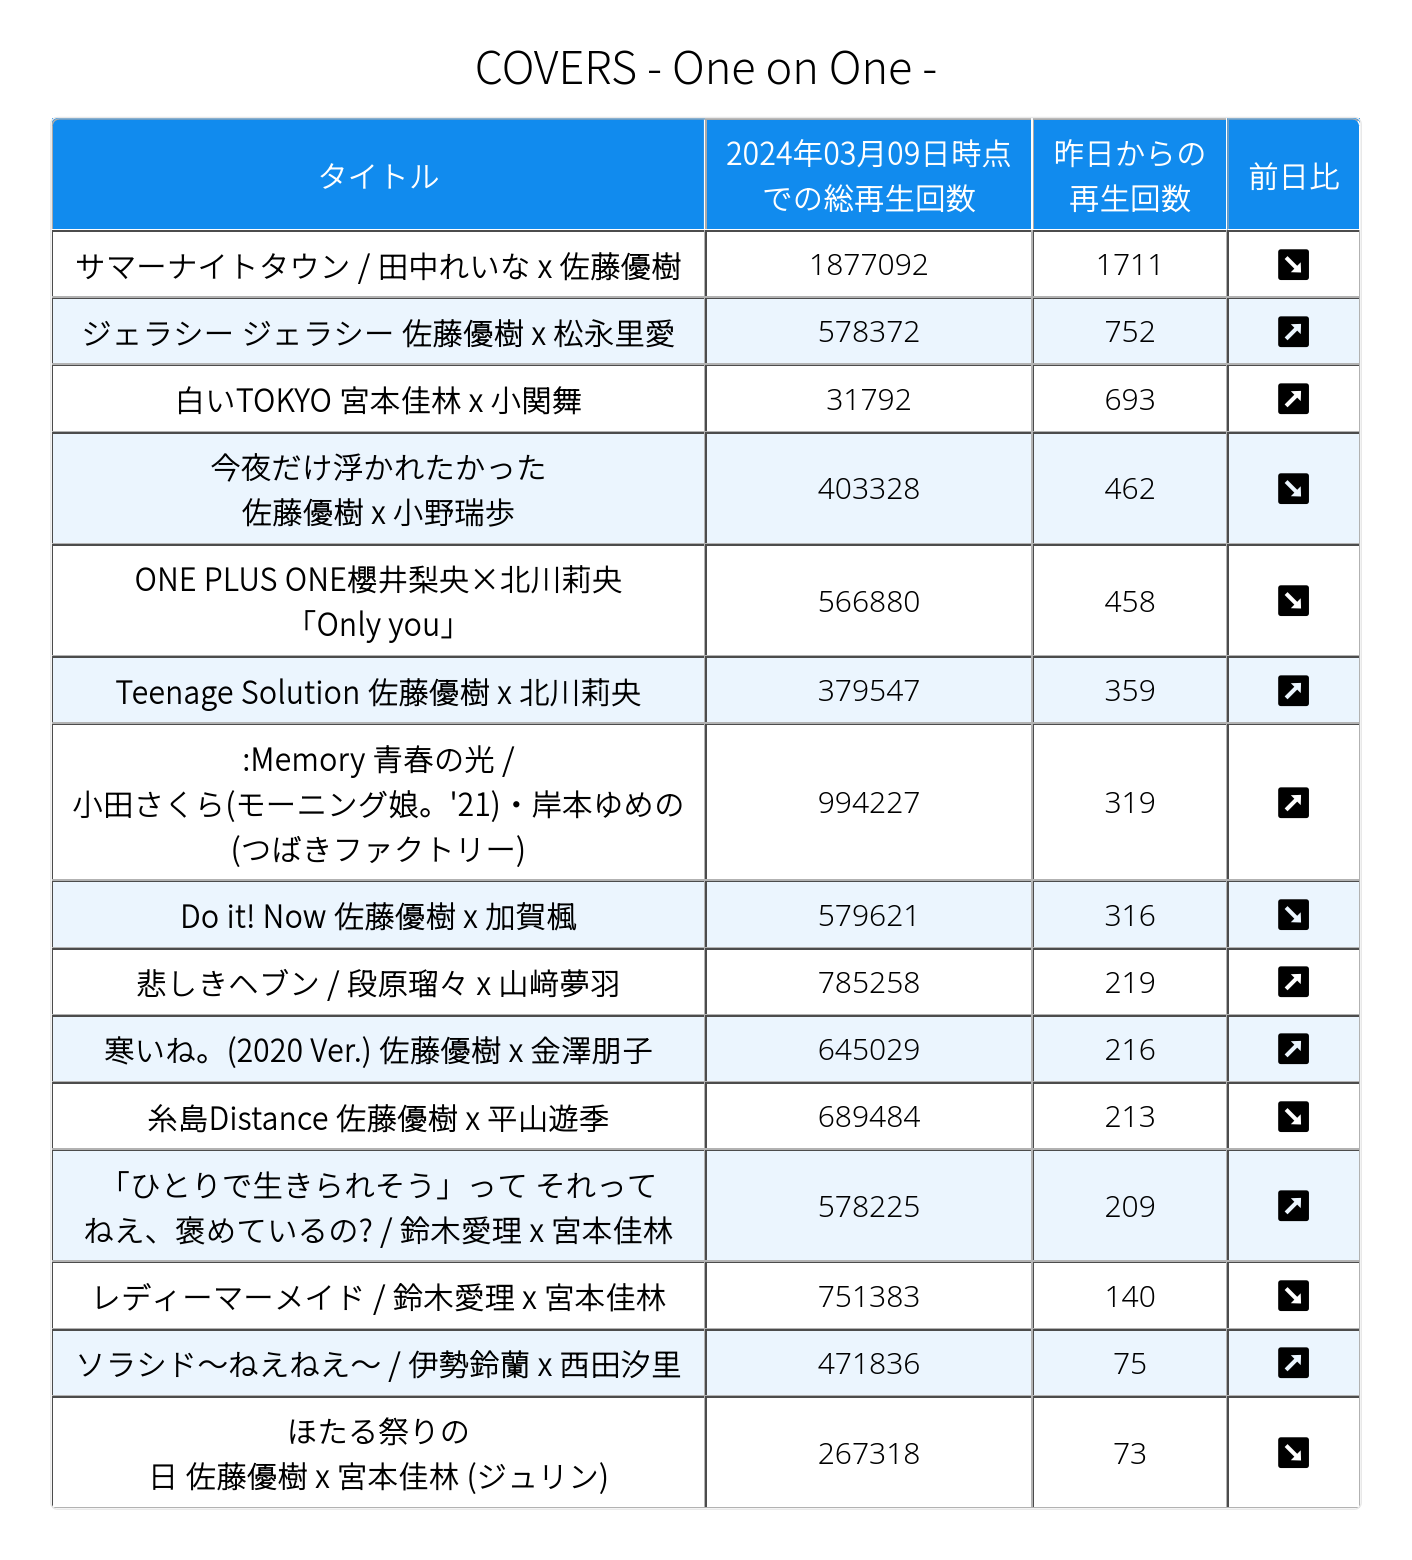 COVERS - One on One -
タイトル
2024年03月09日時点
での総再生回数
昨日からの
再生回数
前日比
サマーナイトタウン / 田中れいな x 佐藤優樹
1877092
1711
ジェラシー ジェラシー 佐藤優樹 x 松永里愛
578372
752
白いTOKYO 宮本佳林 x 小関舞
31792
693
今夜だけ浮かれたかった
佐藤優樹 x 小野瑞歩
403328
462
ONE PLUS ONE櫻井梨央×北川莉央
「Only you」
566880
458
Teenage Solution 佐藤優樹 x 北川莉央
379547
359
:Memory 青春の光 /
小田さくら(モーニング娘。'21)・岸本ゆめの
(つばきファクトリー)
994227
319
Do it! Now 佐藤優樹 x 加賀楓
579621
316
悲しきヘブン / 段原瑠々 x 山﨑夢羽
785258
219
寒いね。(2020 Ver.) 佐藤優樹 x 金澤朋子
645029
216
糸島Distance 佐藤優樹 x 平山遊季
689484
213
「ひとりで生きられそう」って それって
ねえ、褒めているの? / 鈴木愛理 x 宮本佳林
578225
209
レディーマーメイド / 鈴木愛理 x 宮本佳林
751383
140
ソラシド〜ねえねえ〜 / 伊勢鈴蘭 x 西田汐里
471836
75
ほたる祭りの
日 佐藤優樹 x 宮本佳林 (ジュリン)
267318
73